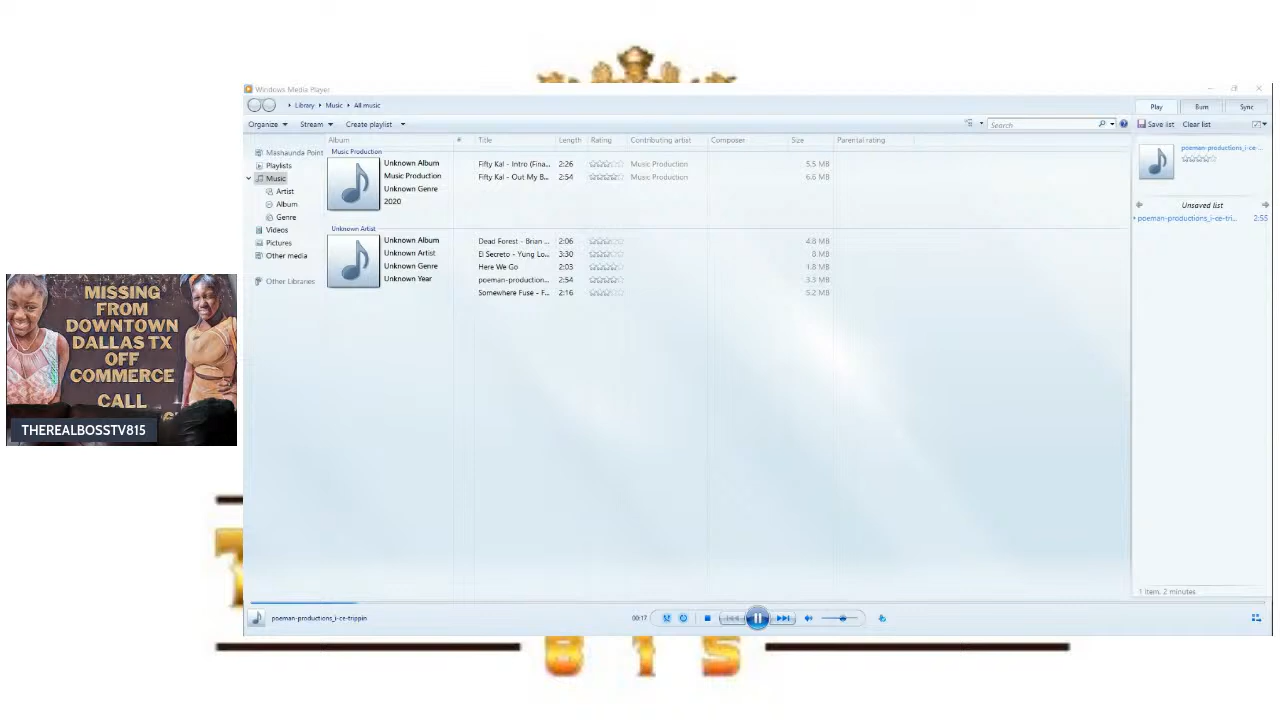 Windows Media Player
Library Music All music
Play Burn Sync
Organize Stream Create playlist
Search
Save list Clear list
Album # Title Length Rating Contributing artist Composer Size Parental rating
Mashaunda Point
Playlists
Music
Artist
Album
Genre
Videos
Pictures
Other media
Other Libraries
Music Production
Unknown Album
Music Production
Unknown Genre
2020
Fifty Kal - Intro (Fina... 2:26 Music Production 5.5 MB
Fifty Kal - Out My B... 2:54 Music Production 6.6 MB
Unknown Artist
Unknown Album
Unknown Artist
Unknown Genre
Unknown Year
Dead Forest - Brian ... 2:06 4.8 MB
El Secreto - Yung Lo... 3:30 8 MB
Here We Go 2:03 1.8 MB
poeman-production... 2:54 3.3 MB
Somewhere Fuse - F... 2:16 5.2 MB
poeman-productions_i-ce ...
Unsaved list
poeman-productions_i-ce-tri... 2:55
1 item, 2 minutes
poeman-productions_i-ce-trippin
00:17
MISSING
FROM
DOWNTOWN
DALLAS TX
OFF
COMMERCE
CALL
THEREALBOSSTV815
T
815